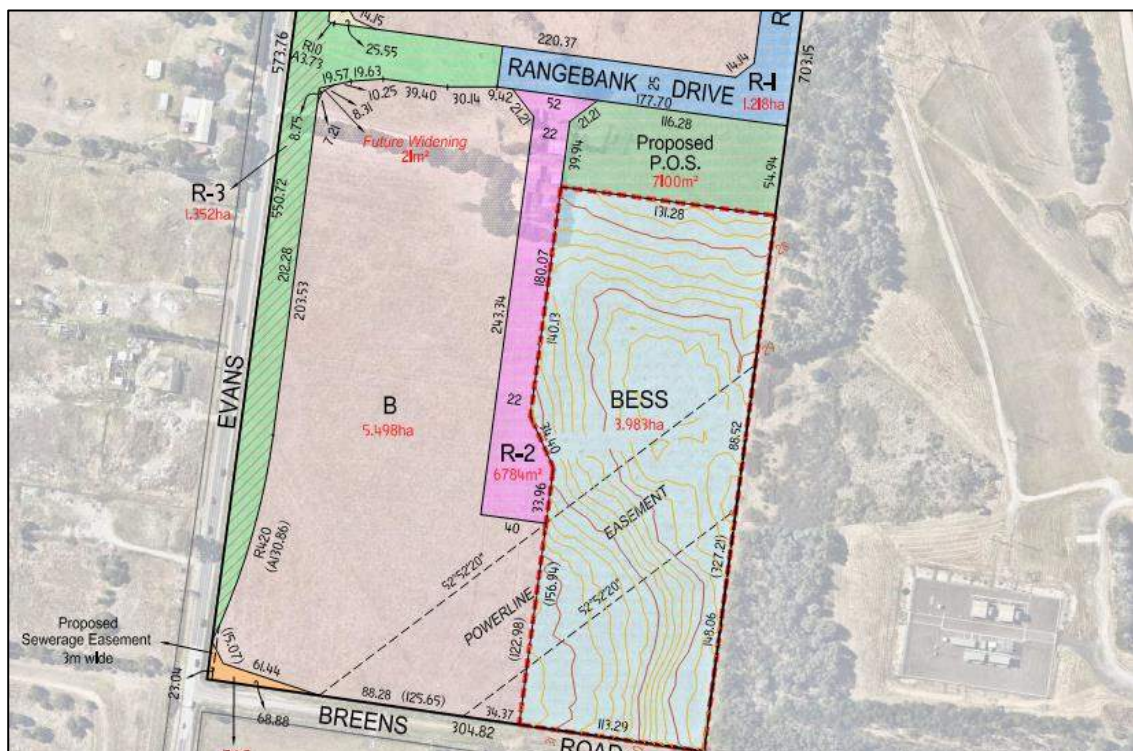 14.15
R10
A3.73
25.55
573.76
220.37
14.14
R
703.15
RANGEBANK DRIVE
25
177.70
R-1
1.218ha
19.57
19.63
10.25
39.40
30.14
9.42
8.31
7.21
8.75
21.21
52
22
21.21
116.28
Future Widening
21m²
Proposed
P.O.S.
7100m²
39.94
54.94
R-3
1.352ha
550.72
131.28
28
212.28
203.53
180.07
140.13
243.34
29
EVANS
B
5.498ha
22
BESS
3.983ha
34.40
88.52
R-2
6784m²
33.96
40
EASEMENT
R420
(A130.86)
52°52'20"
52°52'20"
(327.21)
POWERLINE
(156.94)
(122.98)
148.06
Proposed
Sewerage Easement
3m wide
(15.07)
23.04
61.44
68.88
88.28
(125.65)
34.37
BREENS
304.82
113.29
ROAD